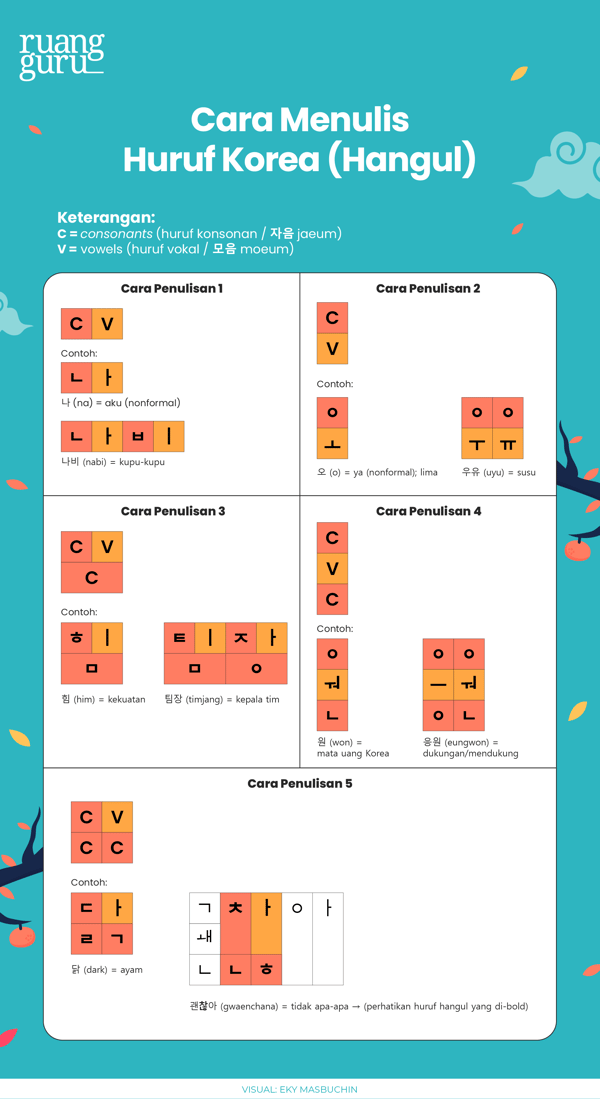 ruang
guru
Cara Menulis
Huruf Korea (Hangul)
Keterangan:
C = consonants (huruf konsonan / 자음 jaeum)
V = vowels (huruf vokal / 모음 moeum)
Cara Penulisan 1
C V
Contoh:
ㄴ ㅏ
나 (na) = aku (nonformal)
ㄴ ㅏ ㅂ ㅣ
나비 (nabi) = kupu-kupu
Cara Penulisan 2
C
V
Contoh:
ㅇ
ㅗ
오 (o) = ya (nonformal); lima
ㅇ ㅇ
ㅜ ㅠ
우유 (uyu) = susu
Cara Penulisan 3
C V
C
Contoh:
ㅎ ㅣ
ㅁ
힘 (him) = kekuatan
ㅌ ㅣ ㅈ ㅏ
ㅁ ㅇ
팀장 (timjang) = kepala tim
Cara Penulisan 4
C
V
C
Contoh:
ㅇ
ㅝ
ㄴ
원 (won) =
mata uang Korea
ㅇ ㅇ
ㅡ ㅝ
ㅇ ㄴ
응원 (eungwon) =
dukungan/mendukung
Cara Penulisan 5
C V
C C
Contoh:
ㄷ ㅏ
ㄹ ㄱ
닭 (dark) = ayam
ㄱ ㅊ ㅏ ㅇ ㅏ
ㅙ
ㄴ ㄴ ㅎ
괜찮아 (gwaenchana) = tidak apa-apa → (perhatikan huruf hangul yang di-bold)
VISUAL: EKY MASBUCHIN